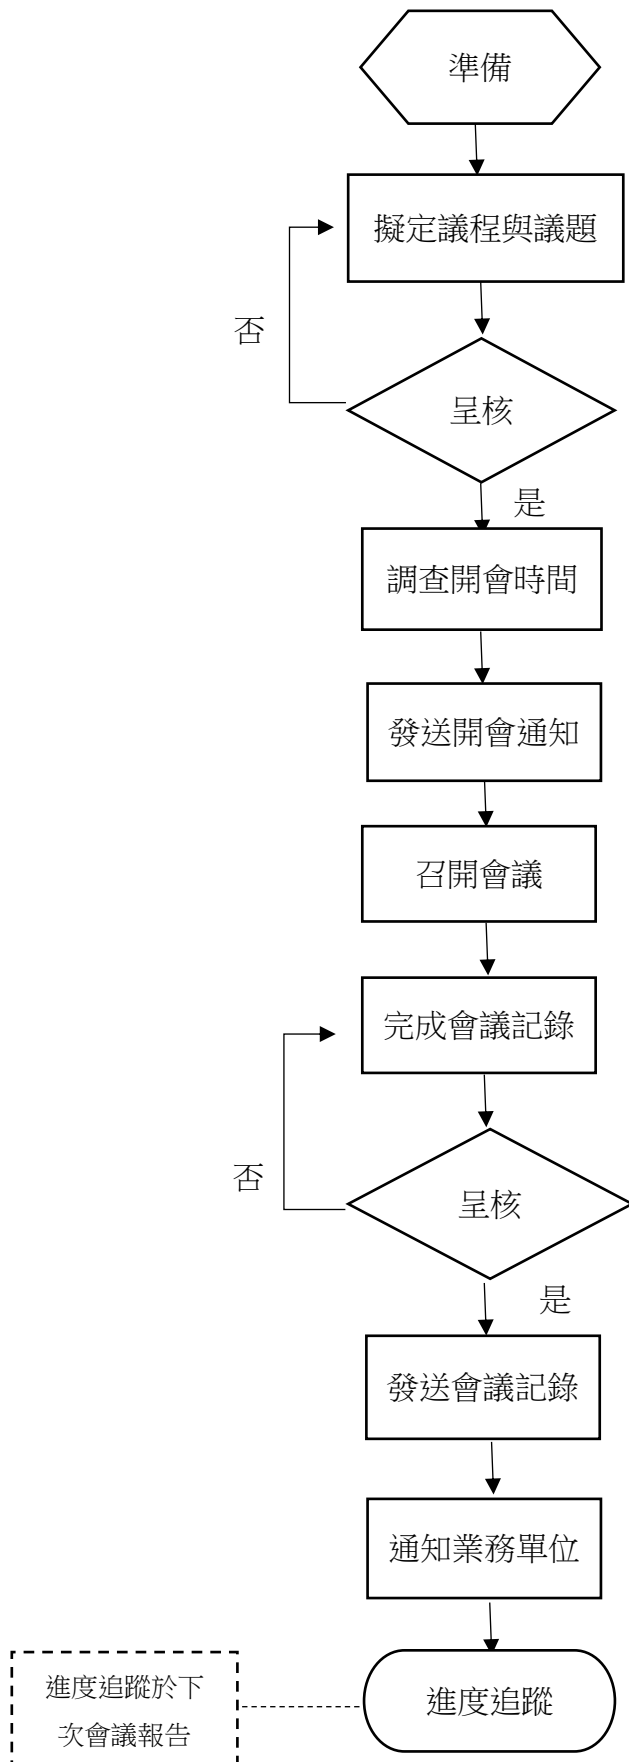 準備
擬定議程與議題
否
呈核
是
調查開會時間
發送開會通知
召開會議
完成會議記錄
否
呈核
是
發送會議記錄
通知業務單位
進度追蹤於下
次會議報告
進度追蹤